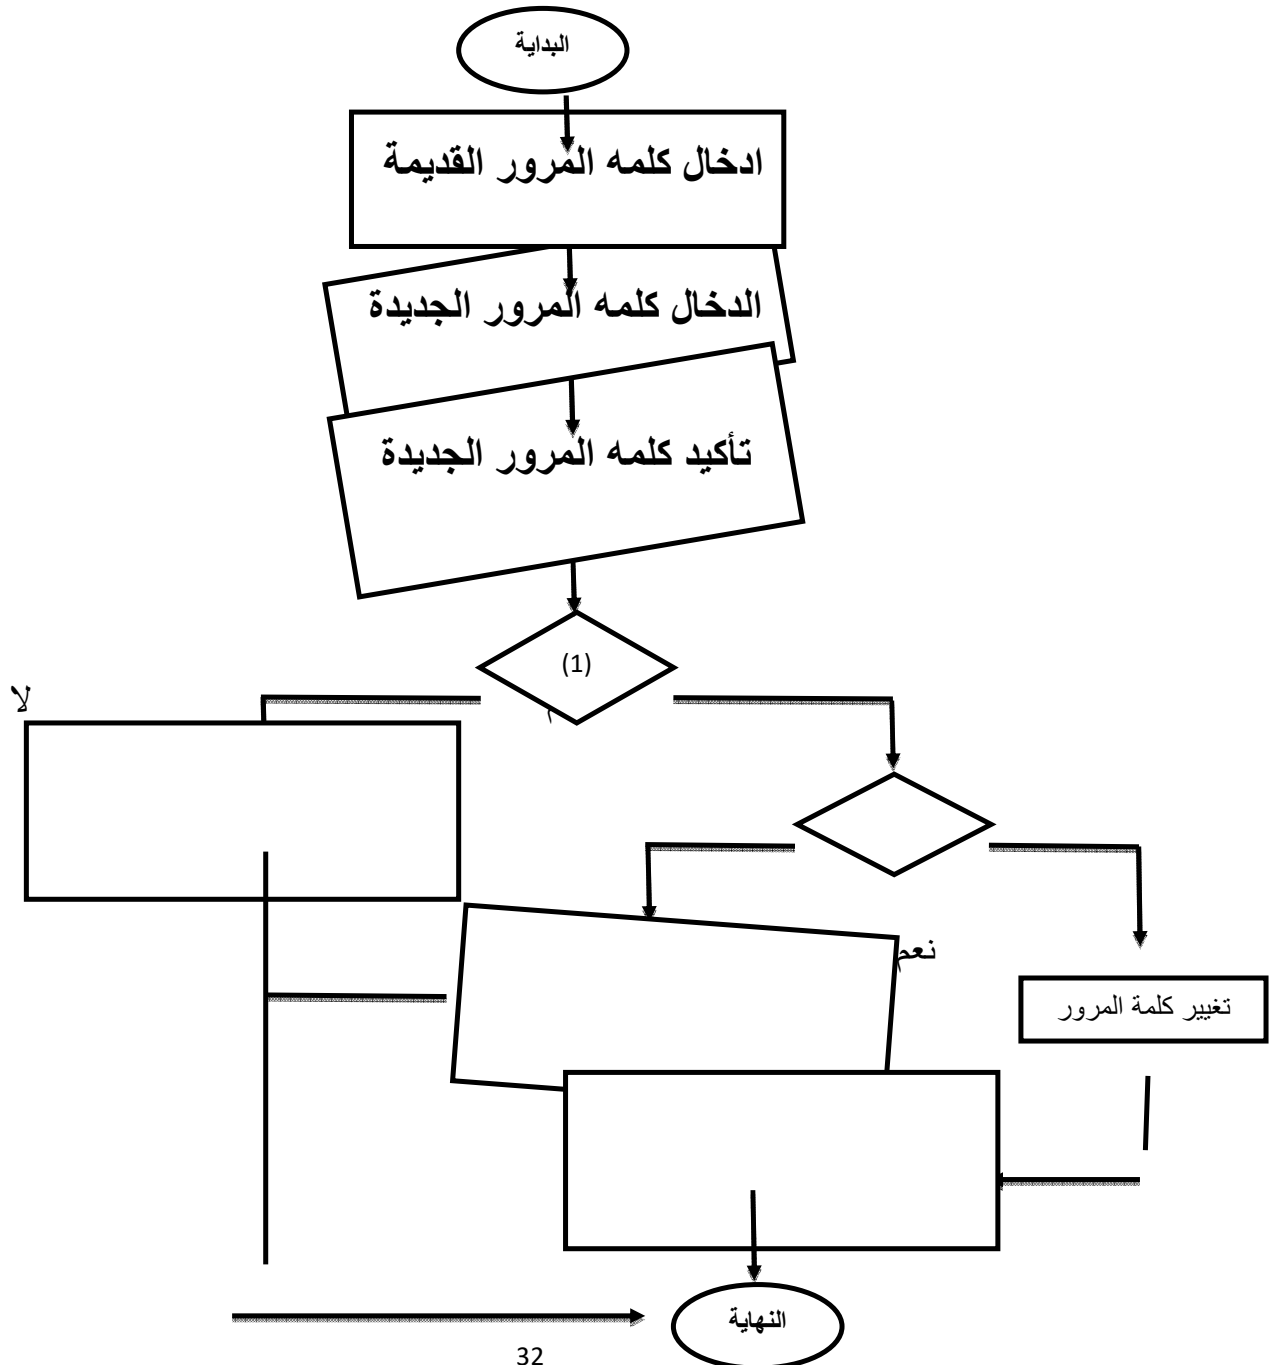 البداية
ادخال كلمه المرور القديمة
الدخال كلمه المرور الجديدة
تأكيد كلمه المرور الجديدة
(1)
لا
نعم
تغيير كلمة المرور
النهاية
32